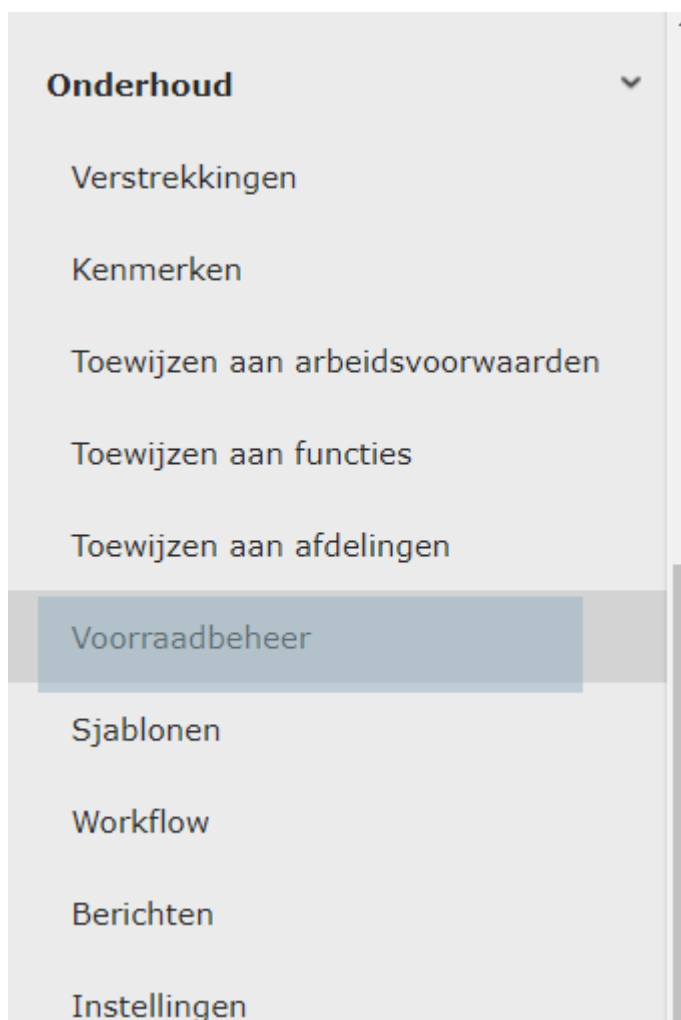 Onderhoud
Verstrekkingen
Kenmerken
Toewijzen aan arbeidsvoorwaarden
Toewijzen aan functies
Toewijzen aan afdelingen
Voorraadbeheer
Sjablonen
Workflow
Berichten
Instellingen